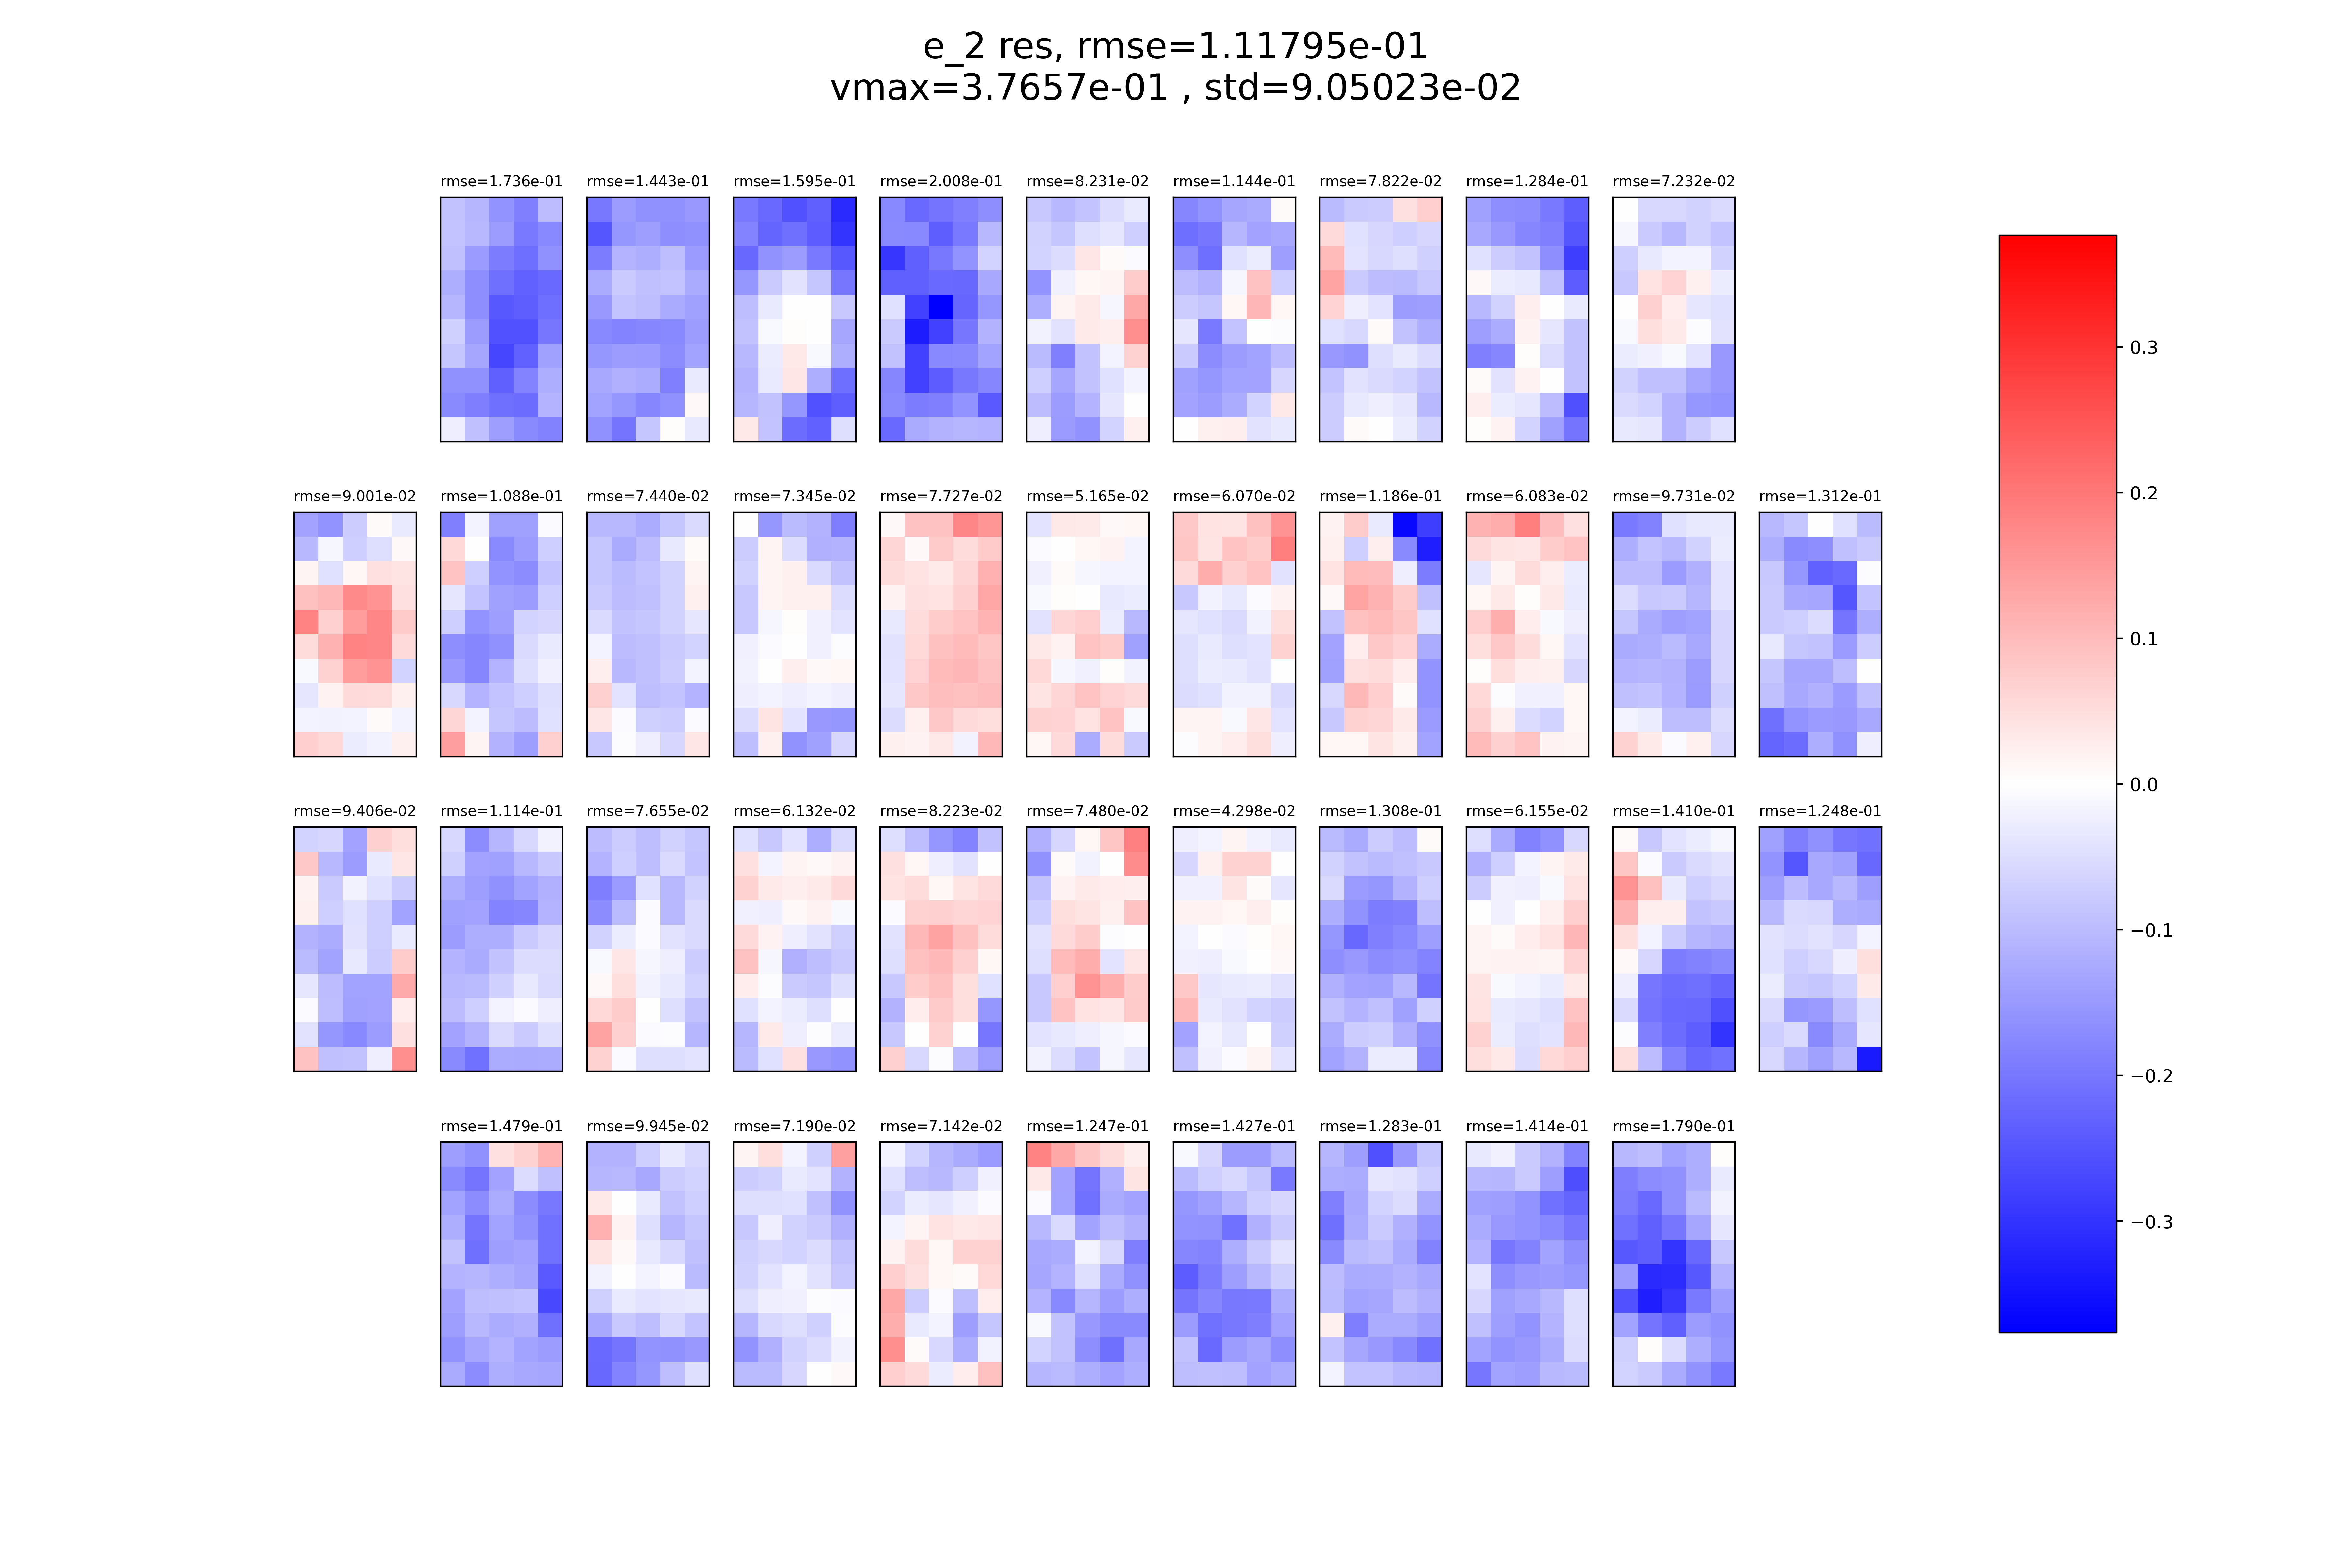 e_2 res, rmse=1.11795e-01
vmax=3.7657e-01 , std=9.05023e-02
rmse=1.736e-01 rmse=1.443e-01 rmse=1.595e-01 rmse=2.008e-01 rmse=8.231e-02 rmse=1.144e-01 rmse=7.822e-02 rmse=1.284e-01 rmse=7.232e-02
rmse=9.001e-02 rmse=1.088e-01 rmse=7.440e-02 rmse=7.345e-02 rmse=7.727e-02 rmse=5.165e-02 rmse=6.070e-02 rmse=1.186e-01 rmse=6.083e-02 rmse=9.731e-02 rmse=1.312e-01
rmse=9.406e-02 rmse=1.114e-01 rmse=7.655e-02 rmse=6.132e-02 rmse=8.223e-02 rmse=7.480e-02 rmse=4.298e-02 rmse=1.308e-01 rmse=6.155e-02 rmse=1.410e-01 rmse=1.248e-01
rmse=1.479e-01 rmse=9.945e-02 rmse=7.190e-02 rmse=7.142e-02 rmse=1.247e-01 rmse=1.427e-01 rmse=1.283e-01 rmse=1.414e-01 rmse=1.790e-01
0.3
0.2
0.1
0.0
−0.1
−0.2
−0.3